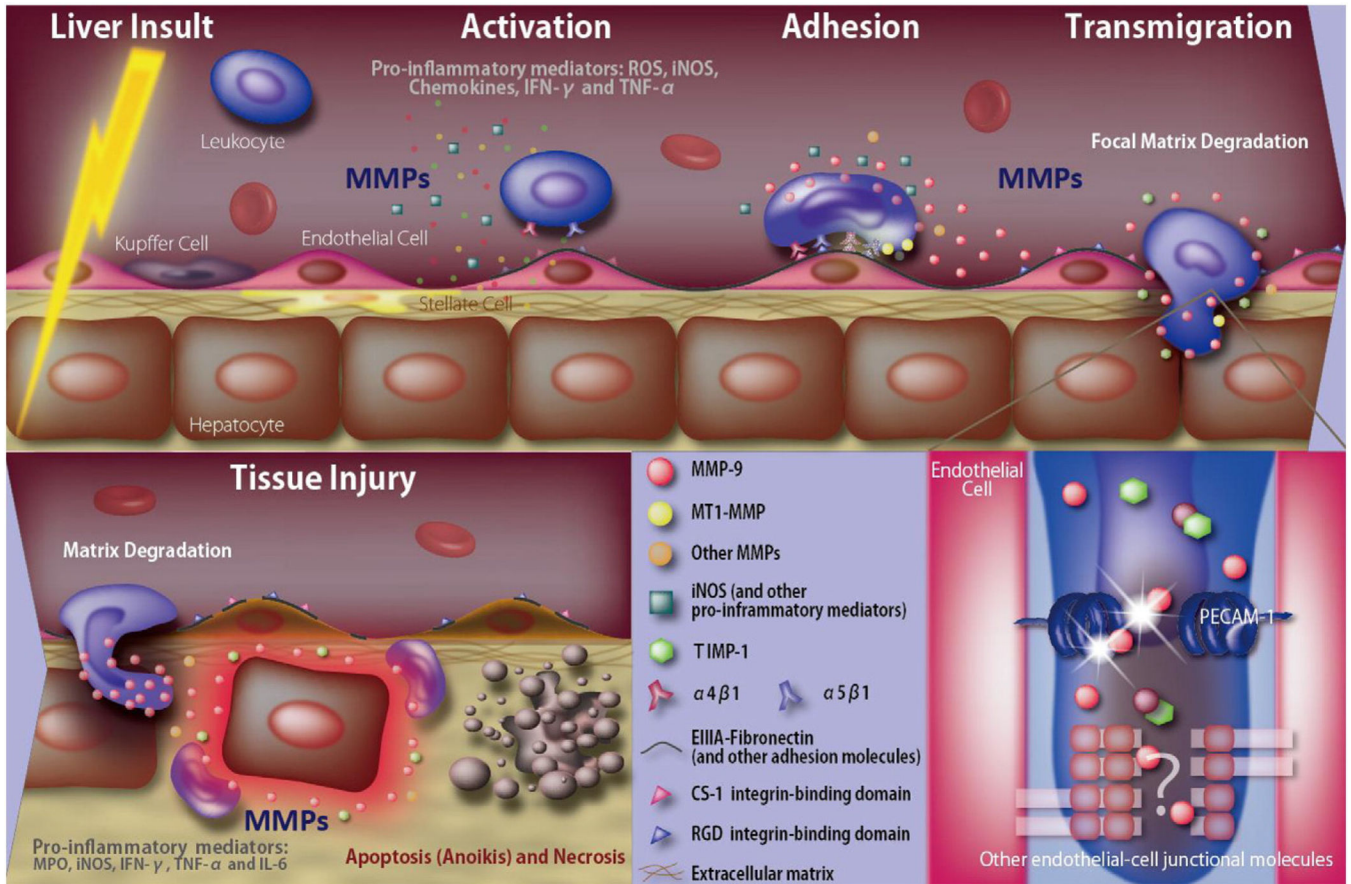 Liver Insult
Activation
Adhesion
Transmigration
Pro-inflammatory mediators: ROS, iNOS,
Chemokines, IFN-γ and TNF-α
Leukocyte
MMPs
MMPs
Focal Matrix Degradation
Kupffer Cell
Endothelial Cell
Stellate Cell
Hepatocyte
Tissue Injury
Matrix Degradation
MMPs
Pro-inflammatory mediators:
MPO, iNOS, IFN-γ, TNF-α and IL-6
Apoptosis (Anoikis) and Necrosis
MMP-9
MT1-MMP
Other MMPs
iNOS (and other
pro-inframmatory mediators)
TIMP-1
α4β1
α5β1
EIIIA-Fibronectin
(and other adhesion molecules)
CS-1 integrin-binding domain
RGD integrin-binding domain
Extracellular matrix
Endothelial
Cell
PECAM-1
?
Other endothelial-cell junctional molecules